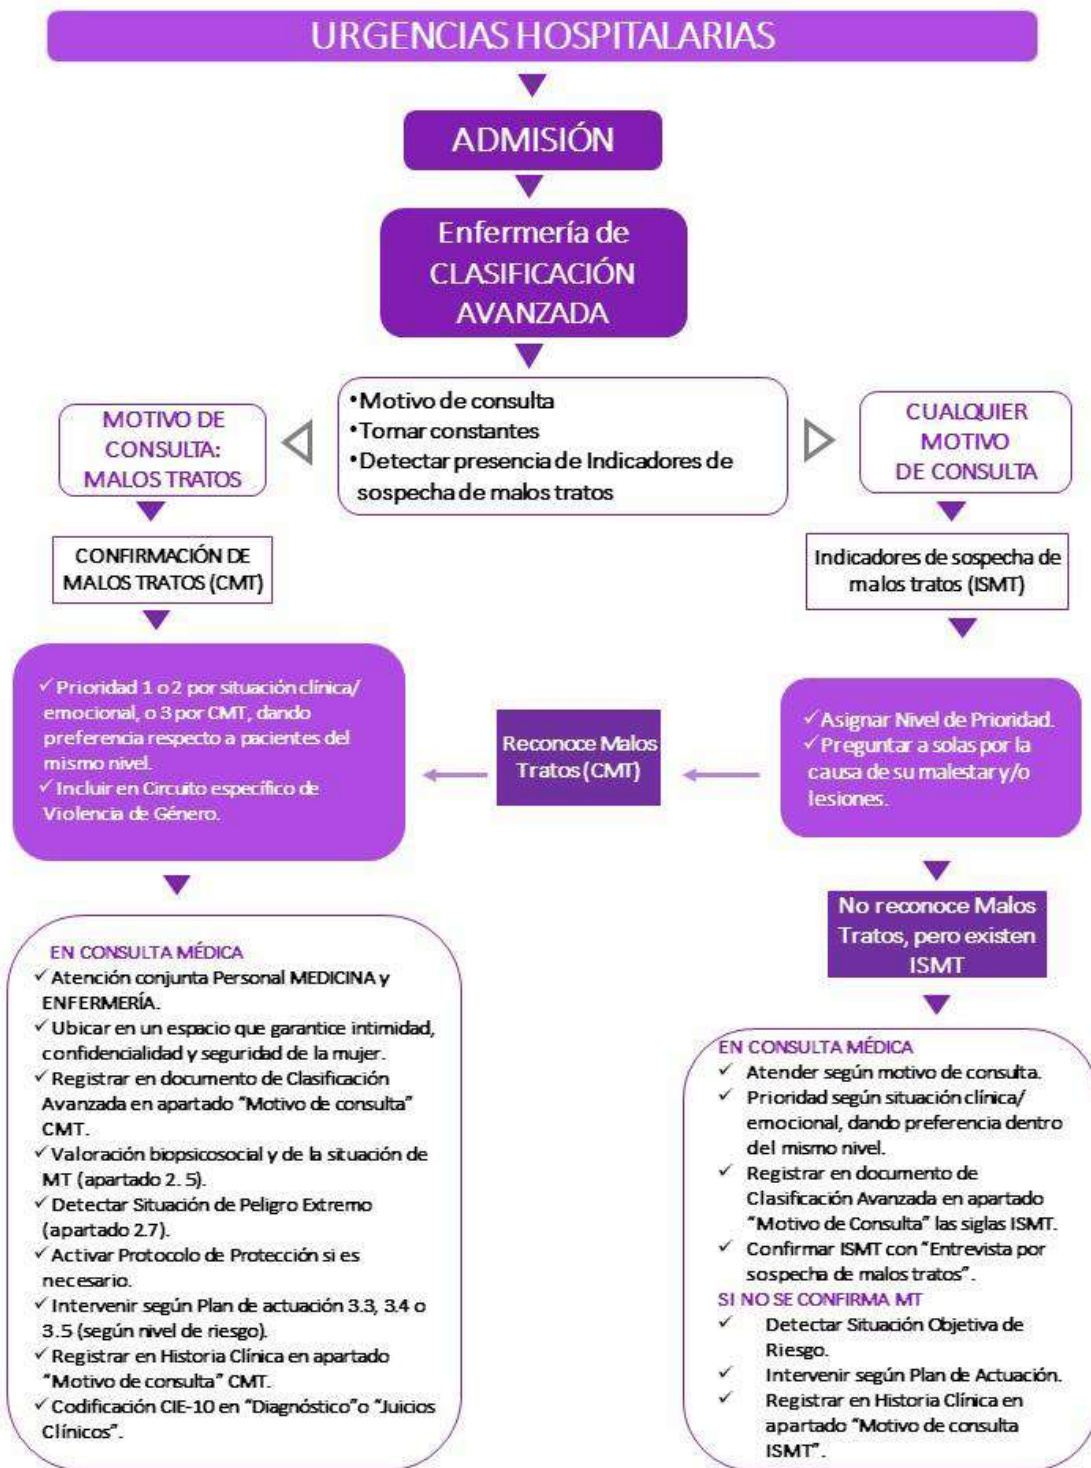 URGENCIAS HOSPITALARIAS
ADMISIÓN
Enfermería de
CLASIFICACIÓN
AVANZADA
•Motivo de consulta
•Tomar constantes
•Detectar presencia de Indicadores de
sospecha de malos tratos
MOTIVO DE
CONSULTA:
MALOS TRATOS
CUALQUIER
MOTIVO
DE CONSULTA
CONFIRMACIÓN DE
MALOS TRATOS (CMT)
Indicadores de sospecha de
malos tratos (ISMT)
✓Prioridad 1 o 2 por situación clínica/
emocional, o 3 por CMT, dando
preferencia respecto a pacientes del
mismo nivel.
✓Incluir en Circuito específico de
Violencia de Género.
Reconoce Malos
Tratos (CMT)
✓Asignar Nivel de Prioridad.
✓Preguntar a solas por la
causa de su malestar y/o
lesiones.
No reconoce Malos
Tratos, pero existen
ISMT
EN CONSULTA MÉDICA
✓Atención conjunta Personal MEDICINA y
ENFERMERÍA.
✓Ubicar en un espacio que garantice intimidad,
confidencialidad y seguridad de la mujer.
✓Registrar en documento de Clasificación
Avanzada en apartado "Motivo de consulta"
CMT.
✓Valoración biopsicosocial y de la situación de
MT (apartado 2. 5).
✓Detectar Situación de Peligro Extremo
(apartado 2.7).
✓Activar Protocolo de Protección si es
necesario.
✓Intervenir según Plan de actuación 3.3, 3.4 o
3.5 (según nivel de riesgo).
✓Registrar en Historia Clínica en apartado
"Motivo de consulta" CMT.
✓Codificación CIE-10 en "Diagnóstico"o "Juicios
Clínicos".
EN CONSULTA MÉDICA
✓ Atender según motivo de consulta.
✓ Prioridad según situación clínica/
emocional, dando preferencia dentro
del mismo nivel.
✓ Registrar en documento de
Clasificación Avanzada en apartado
"Motivo de Consulta" las siglas ISMT.
✓ Confirmar ISMT con "Entrevista por
sospecha de malos tratos".
SI NO SE CONFIRMA MT
✓ Detectar Situación Objetiva de
Riesgo.
✓ Intervenir según Plan de Actuación.
✓ Registrar en Historia Clínica en
apartado "Motivo de consulta
ISMT".